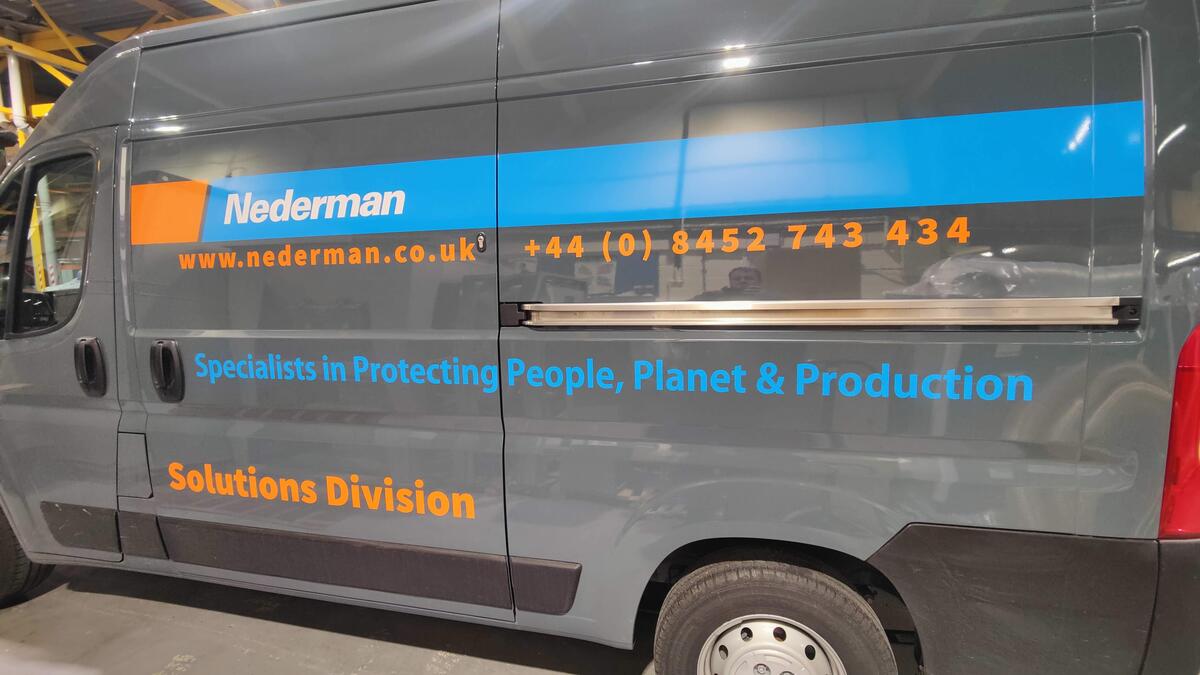 Nederman
www.nederman.co.uk
+44 (0) 8452 743 434
Specialists in Protecting People, Planet & Production
Solutions Division